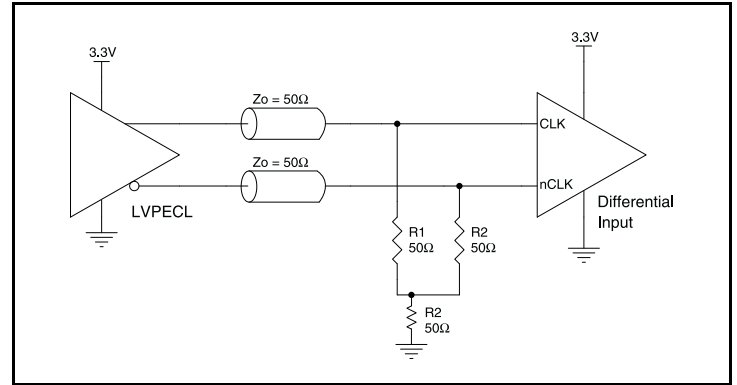 3.3V
3.3V
Zo = 50Ω
CLK
Zo = 50Ω
nCLK
LVPECL
Differential
Input
R1
50Ω
R2
50Ω
R2
50Ω